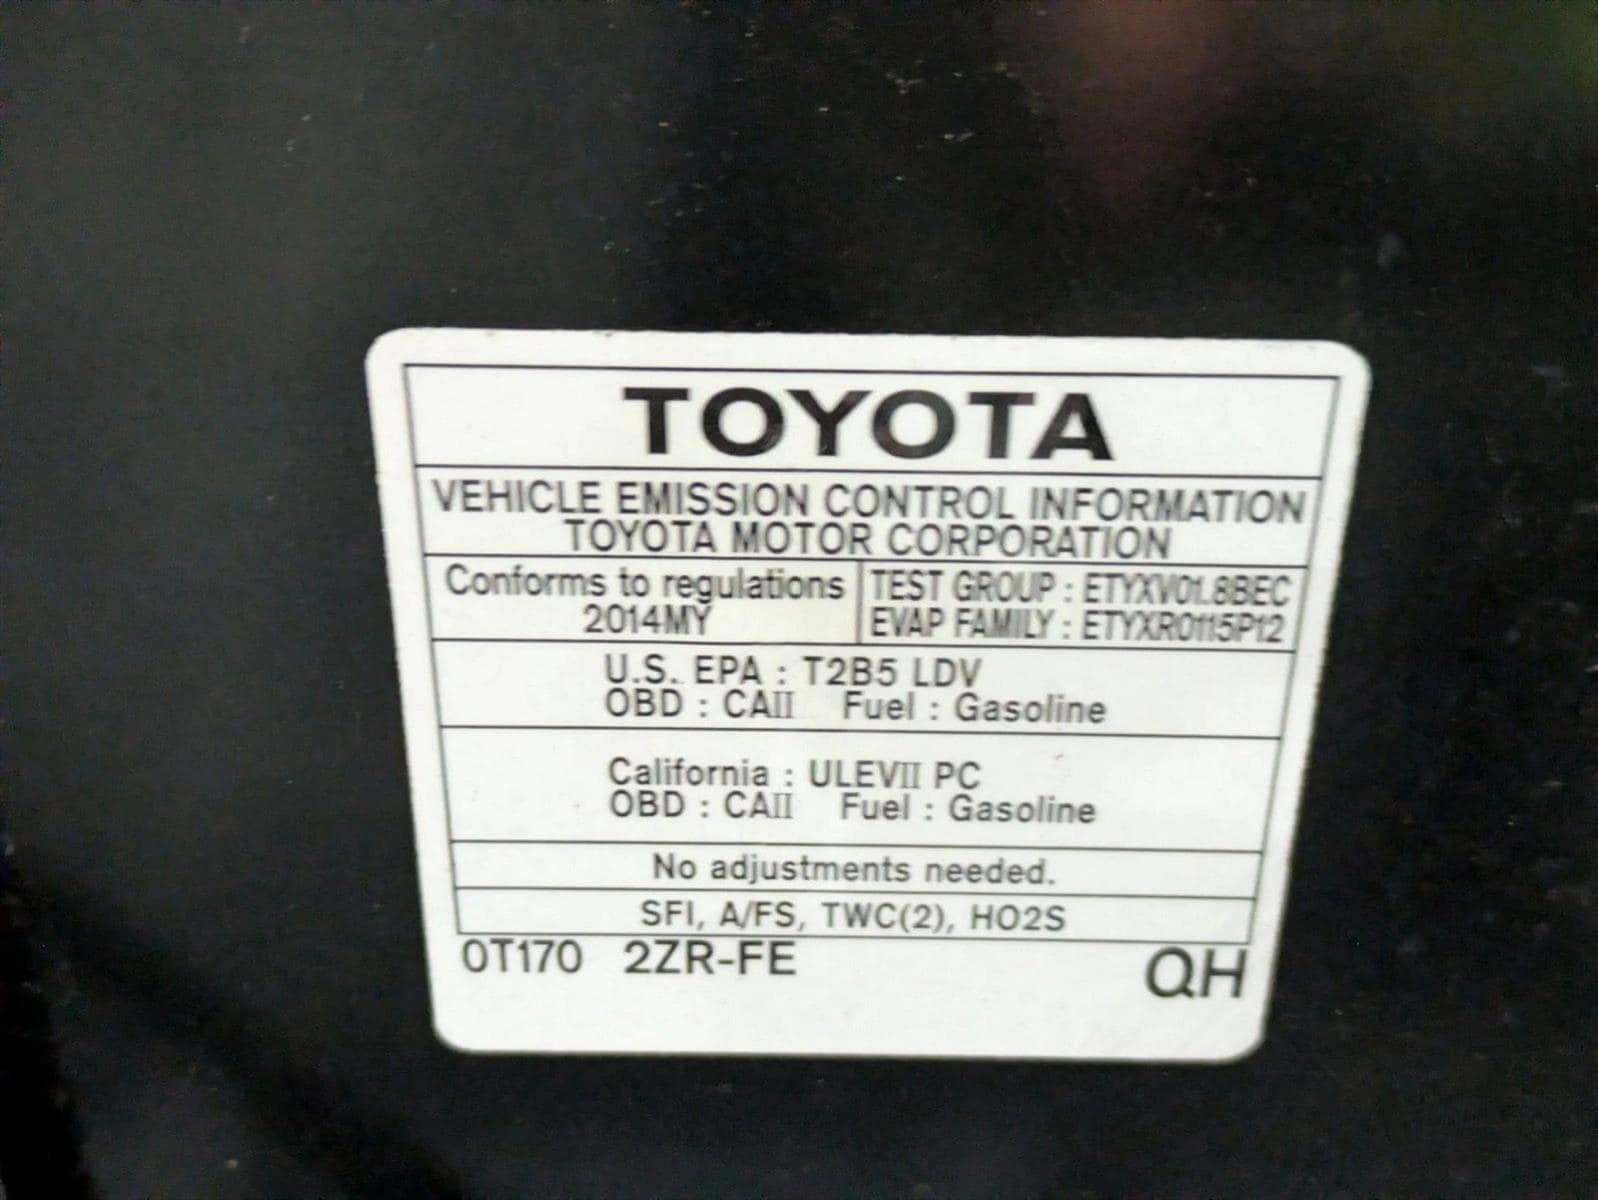 TOYOTA
VEHICLE EMISSION CONTROL INFORMATION
TOYOTA MOTOR CORPORATION
Conforms to regulations
2014MY
TEST GROUP : ETYXV01.8BEC
EVAP FAMILY : ETYXR0115P12
U.S. EPA : T2B5 LDV
OBD : CAII Fuel : Gasoline
California : ULEVII PC
OBD : CAII Fuel : Gasoline
No adjustments needed.
SFI, A/FS, TWC(2), HO2S
0T170 2ZR-FE
QH